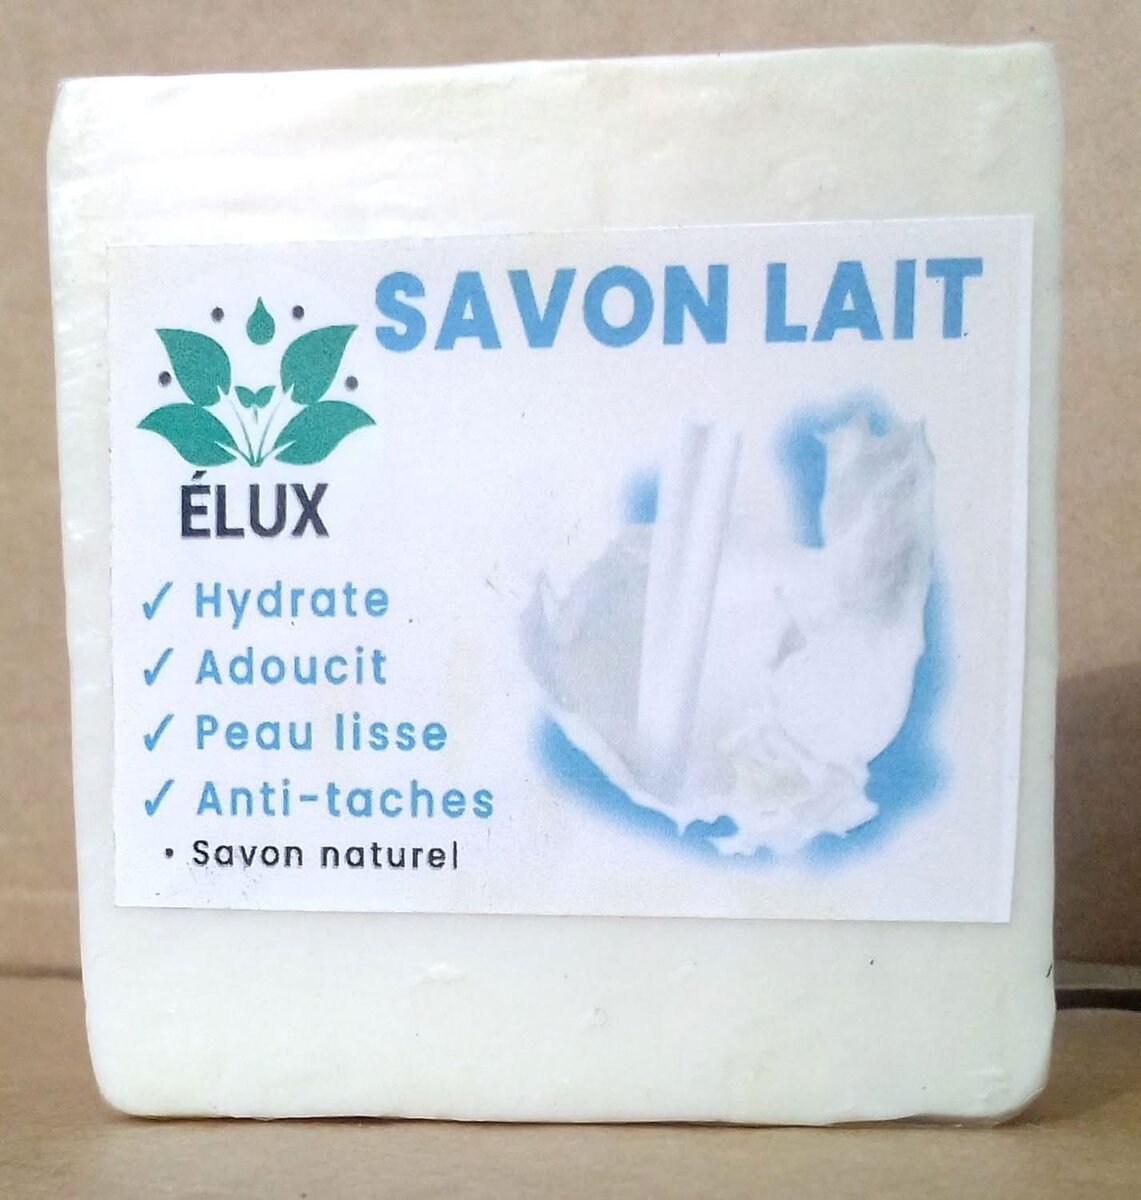 SAVON LAIT
ÉLUX
✓ Hydrate
✓ Adoucit
✓ Peau lisse
✓ Anti-taches
• Savon naturel